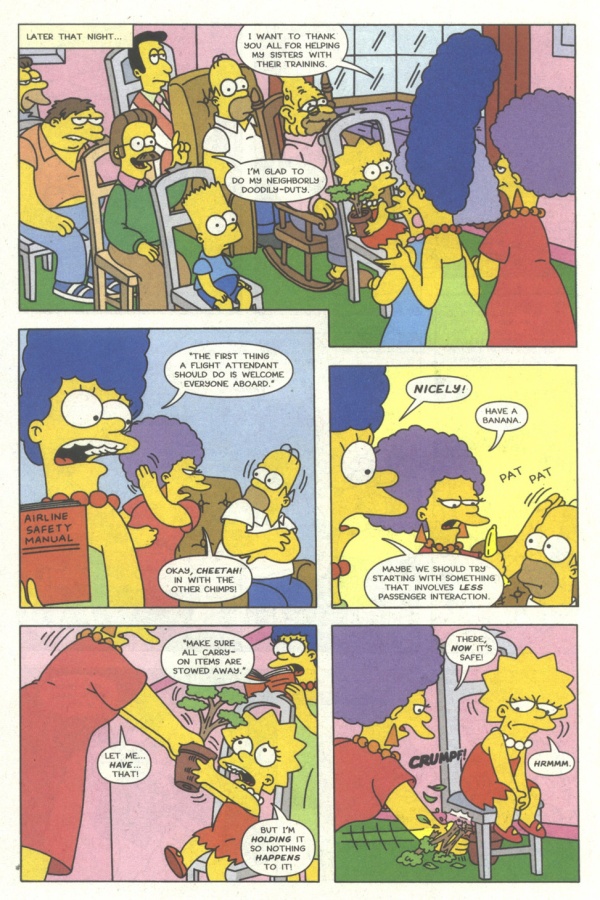 LATER THAT NIGHT...
I WANT TO THANK
YOU ALL FOR HELPING
MY SISTERS WITH
THEIR TRAINING.
I'M GLAD TO
DO MY NEIGHBORLY
DOODILY-DUTY.
"THE FIRST THING
A FLIGHT ATTENDANT
SHOULD DO IS WELCOME
EVERYONE ABOARD."
AIRLINE
SAFETY
MANUAL
OKAY, CHEETAH!
IN WITH THE
OTHER CHIMPS!
NICELY!
HAVE A
BANANA.
PAT
PAT
MAYBE WE SHOULD TRY
STARTING WITH SOMETHING
THAT INVOLVES LESS
PASSENGER INTERACTION.
"MAKE SURE
ALL CARRY-
ON ITEMS ARE
STOWED AWAY."
LET ME...
HAVE...
THAT!
BUT I'M
HOLDING IT
SO NOTHING
HAPPENS
TO IT!
THERE,
NOW IT'S
SAFE!
CRUMPF!
HRMMM.